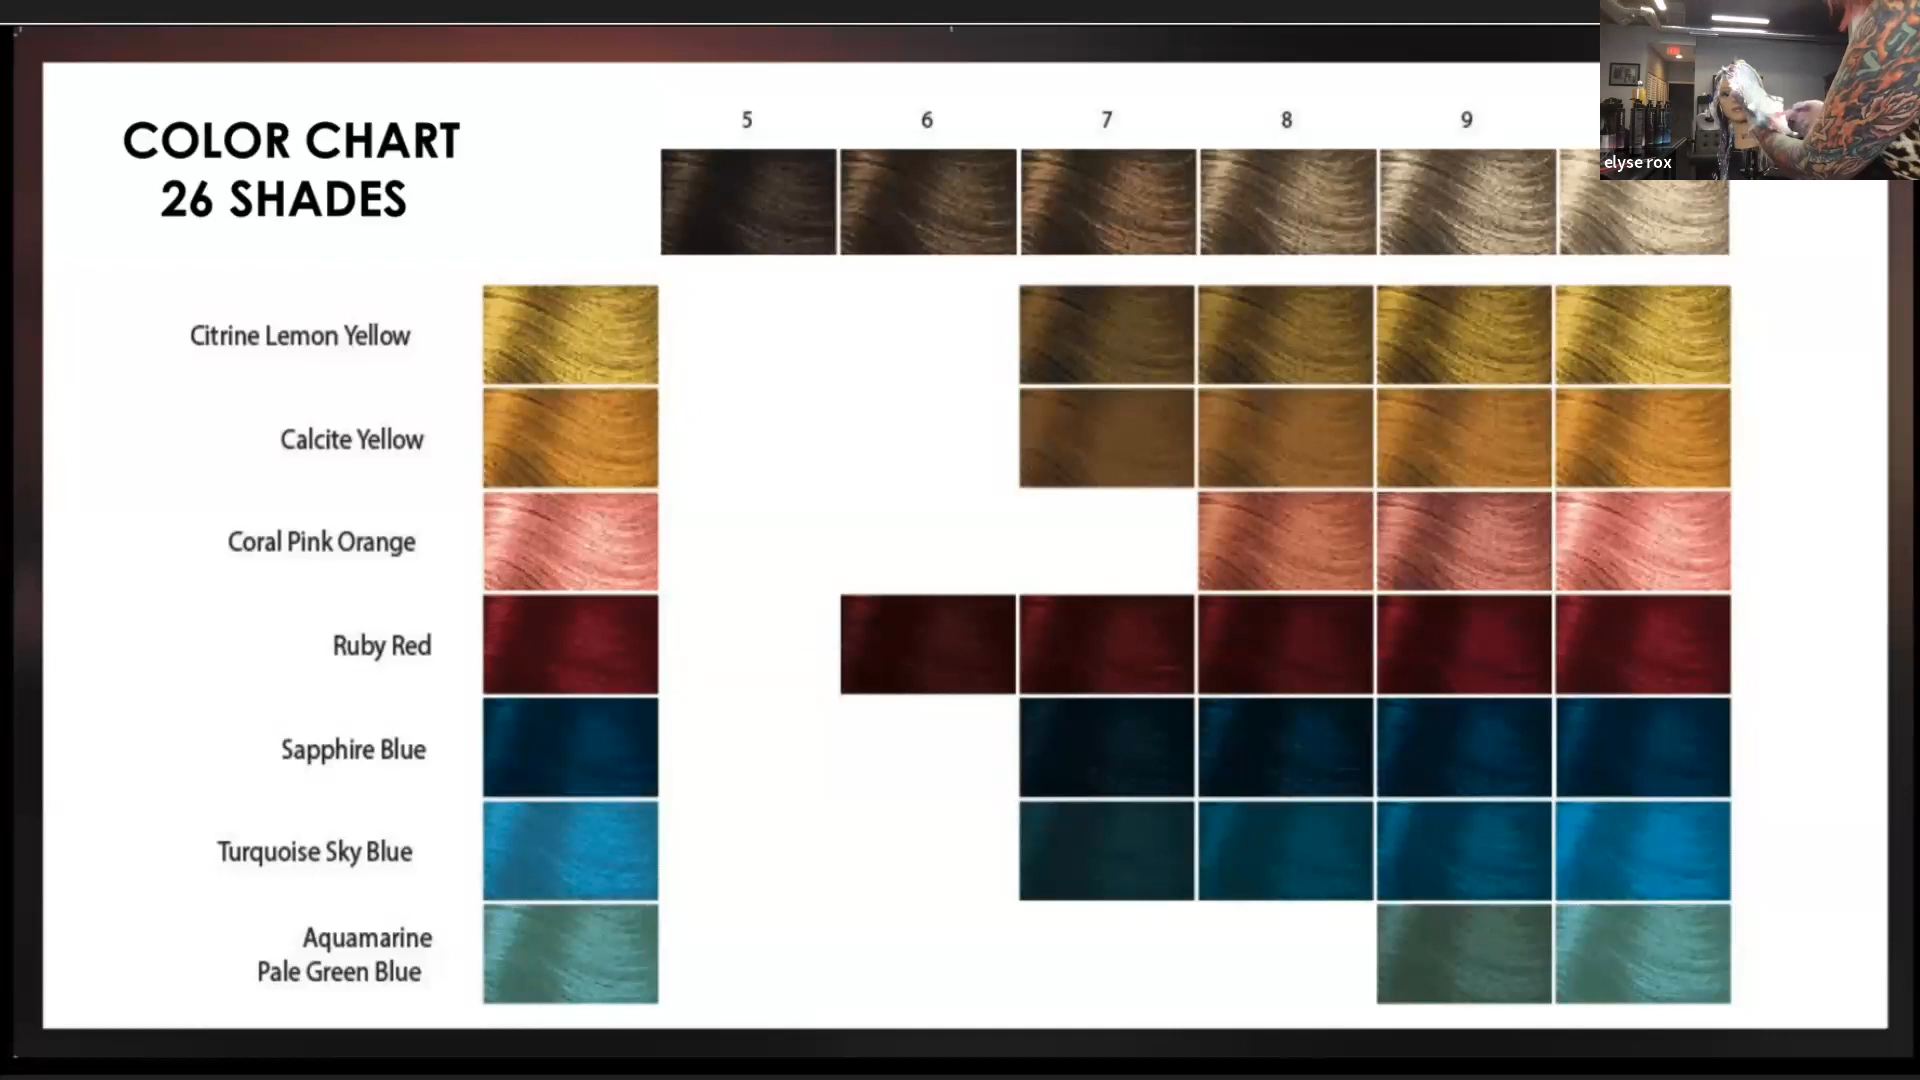 COLOR CHART
26 SHADES
5 6 7 8 9
elyse rox
Citrine Lemon Yellow
Calcite Yellow
Coral Pink Orange
Ruby Red
Sapphire Blue
Turquoise Sky Blue
Aquamarine
Pale Green Blue